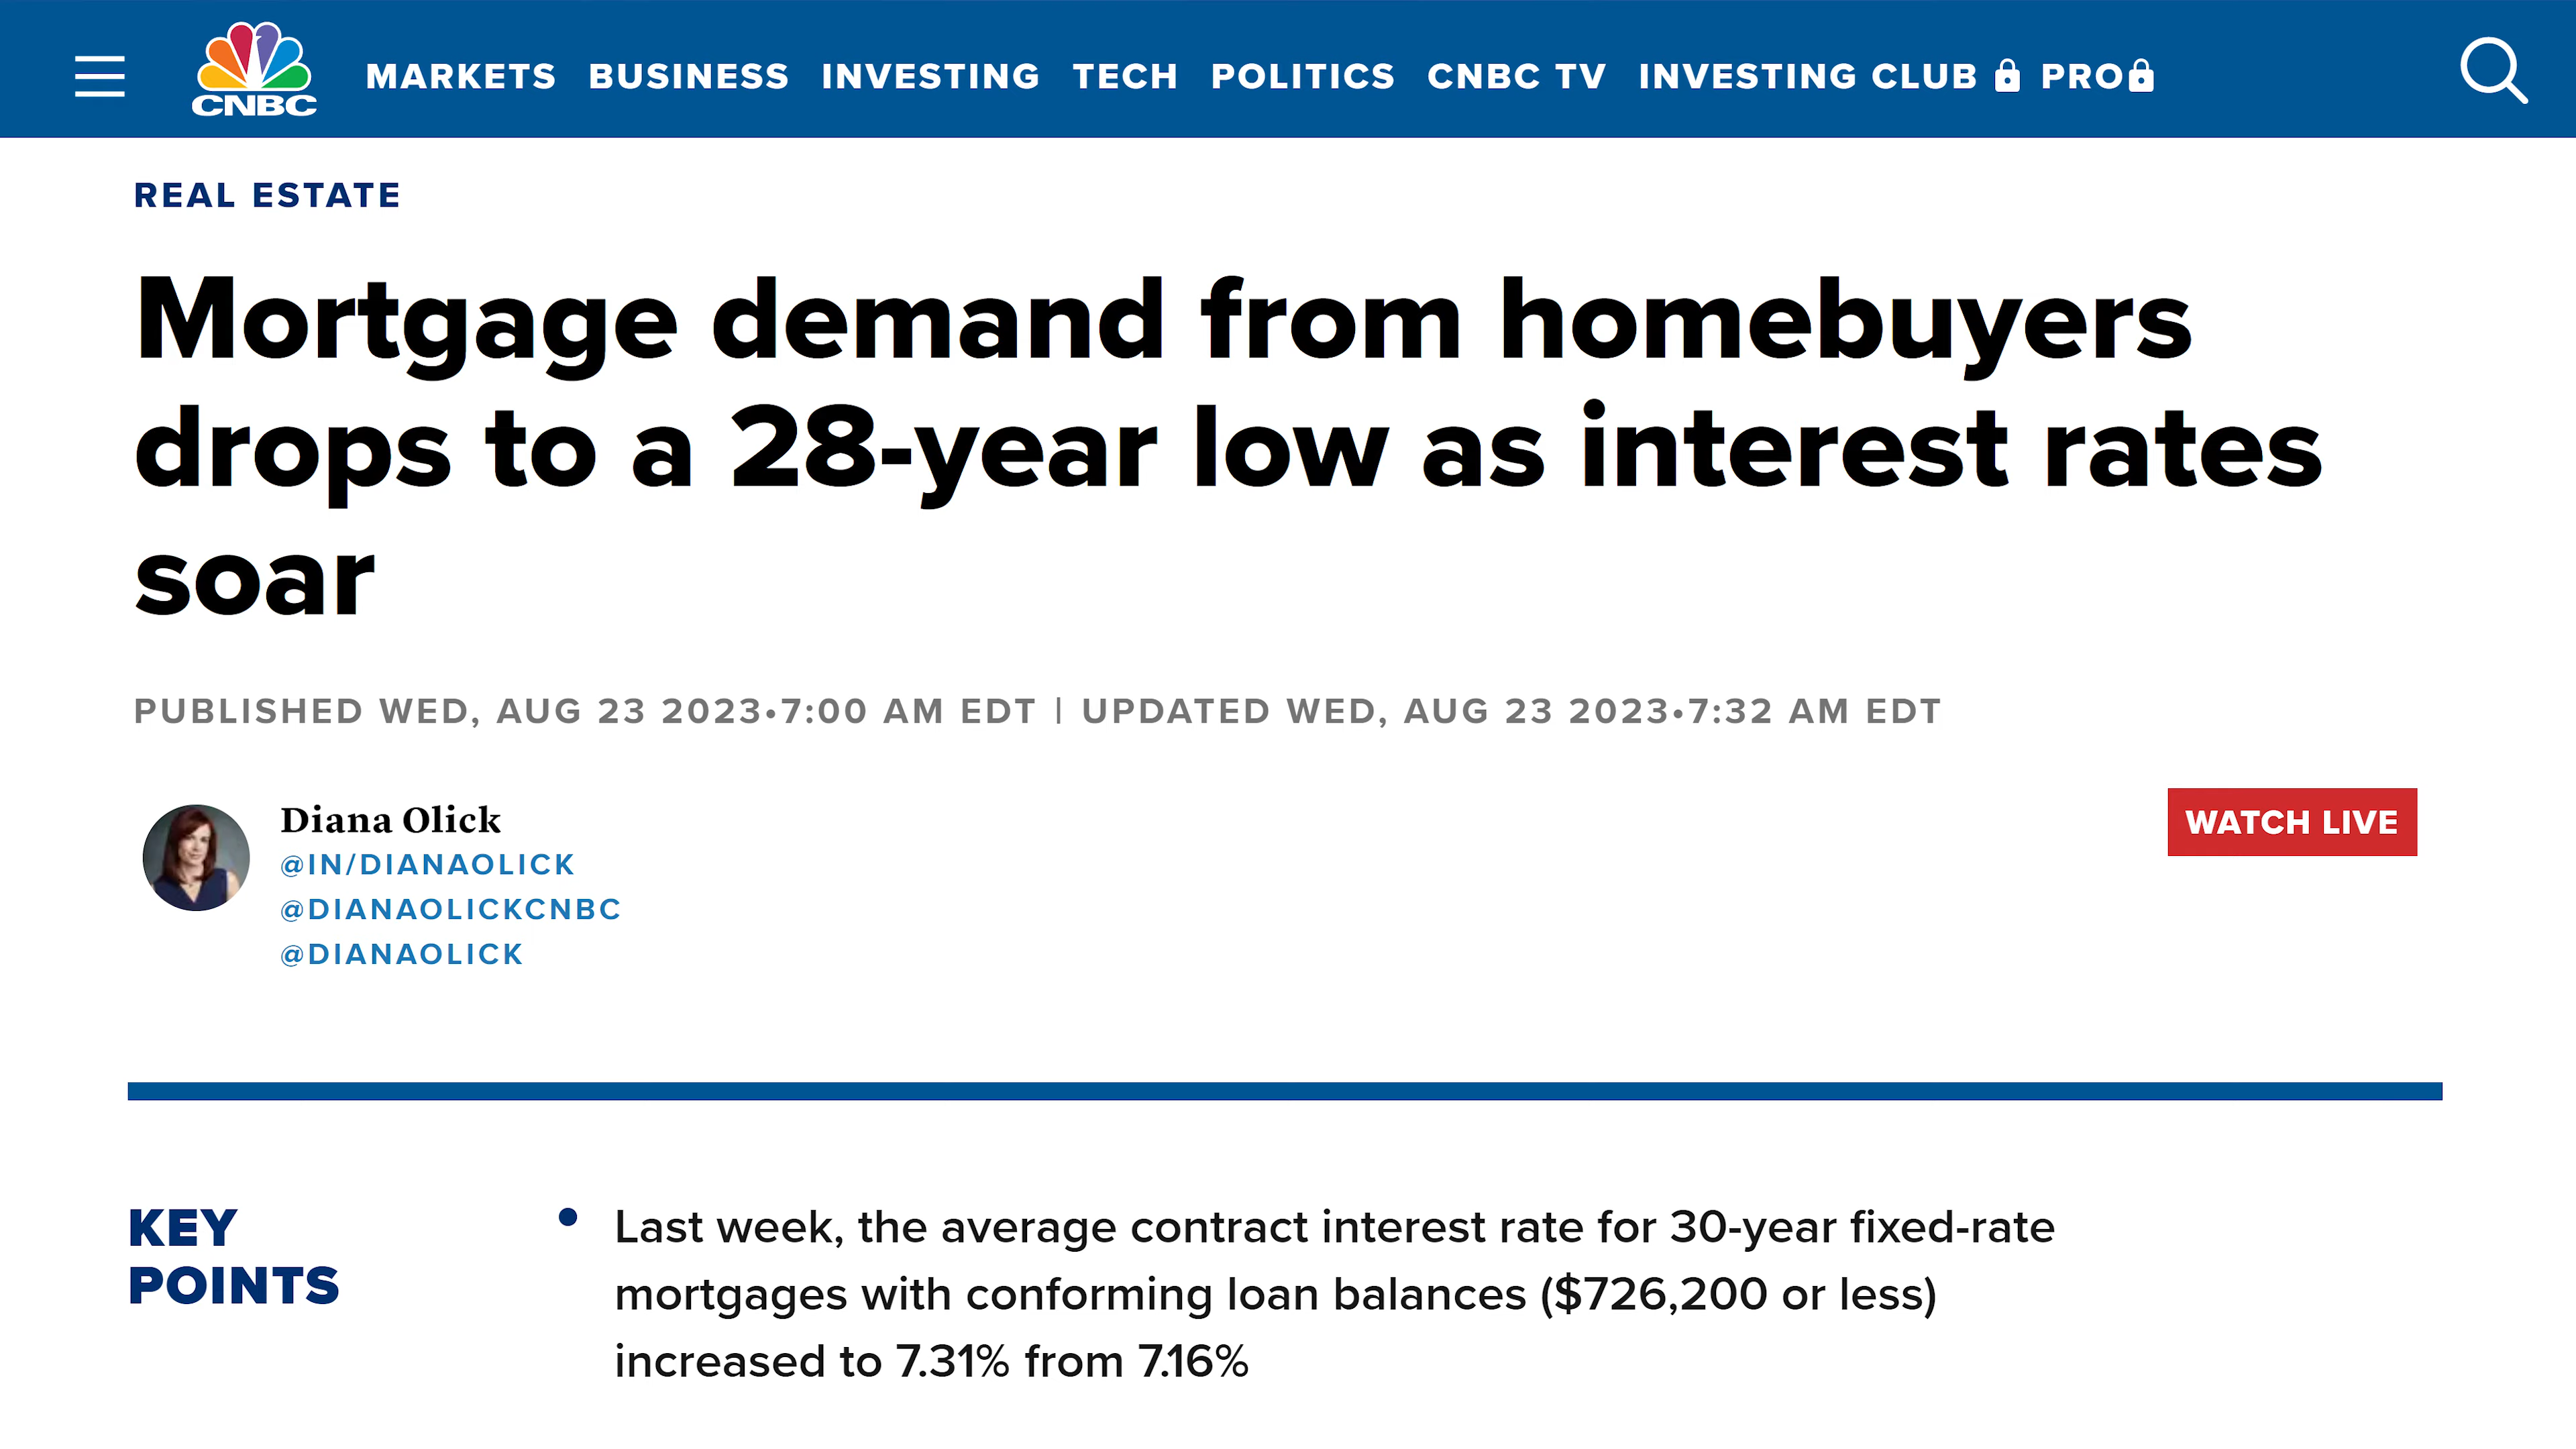 CNBC
MARKETS BUSINESS INVESTING TECH POLITICS CNBC TV INVESTING CLUB PRO
REAL ESTATE
Mortgage demand from homebuyers
drops to a 28-year low as interest rates
soar
PUBLISHED WED, AUG 23 2023•7:00 AM EDT | UPDATED WED, AUG 23 2023•7:32 AM EDT
Diana Olick
@IN/DIANAOLICK
@DIANAOLICKCNBC
@DIANAOLICK
WATCH LIVE
KEY
POINTS
• Last week, the average contract interest rate for 30-year fixed-rate
mortgages with conforming loan balances ($726,200 or less)
increased to 7.31% from 7.16%